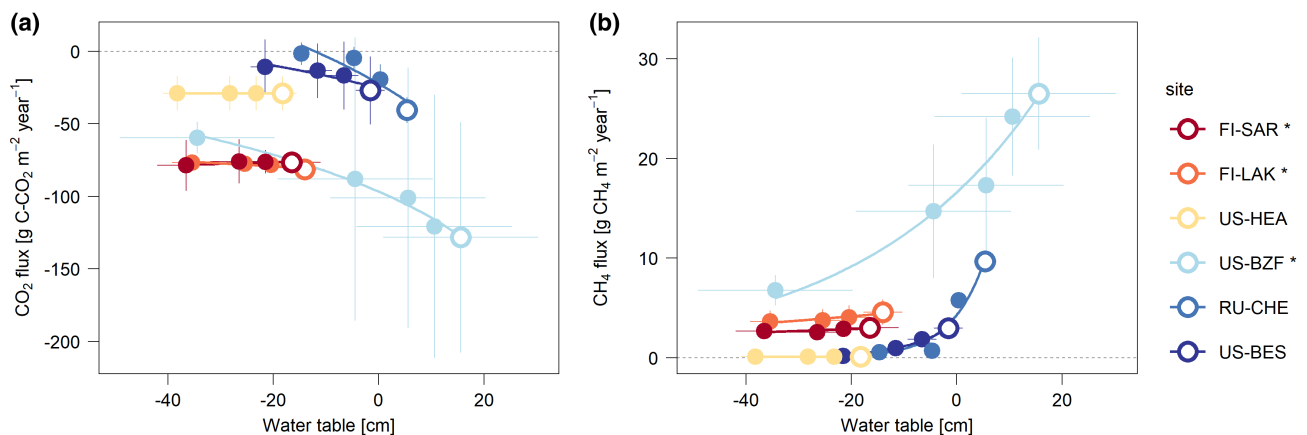 (a)
CO₂ flux [g C-CO₂ m⁻² year⁻¹]
0
-50
-100
-150
-200
-40
-20
0
20
Water table [cm]
(b)
CH₄ flux [g CH₄ m⁻² year⁻¹]
30
20
10
0
-40
-20
0
20
Water table [cm]
site
FI-SAR *
FI-LAK *
US-HEA
US-BZF *
RU-CHE
US-BES